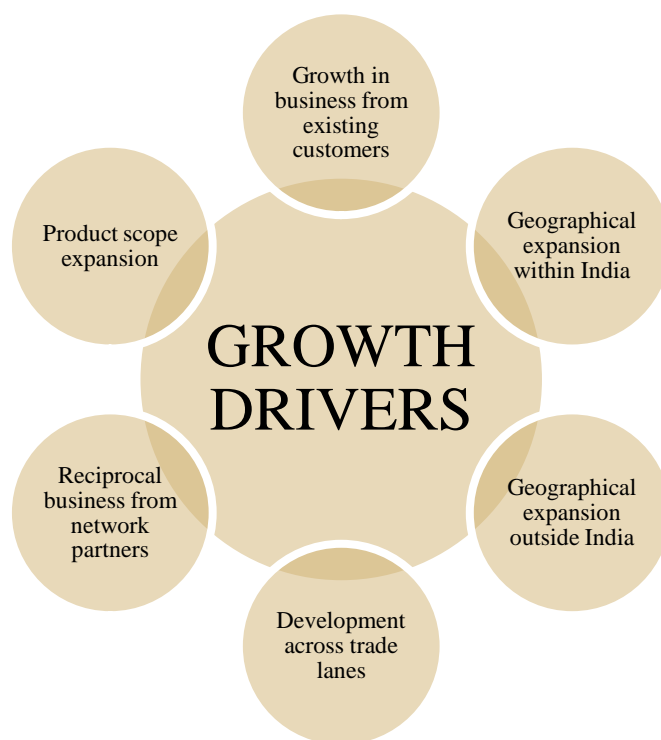 Growth in
business from
existing
customers
Geographical
expansion
within India
Geographical
expansion
outside India
Development
across trade
lanes
Reciprocal
business from
network
partners
Product scope
expansion
GROWTH
DRIVERS